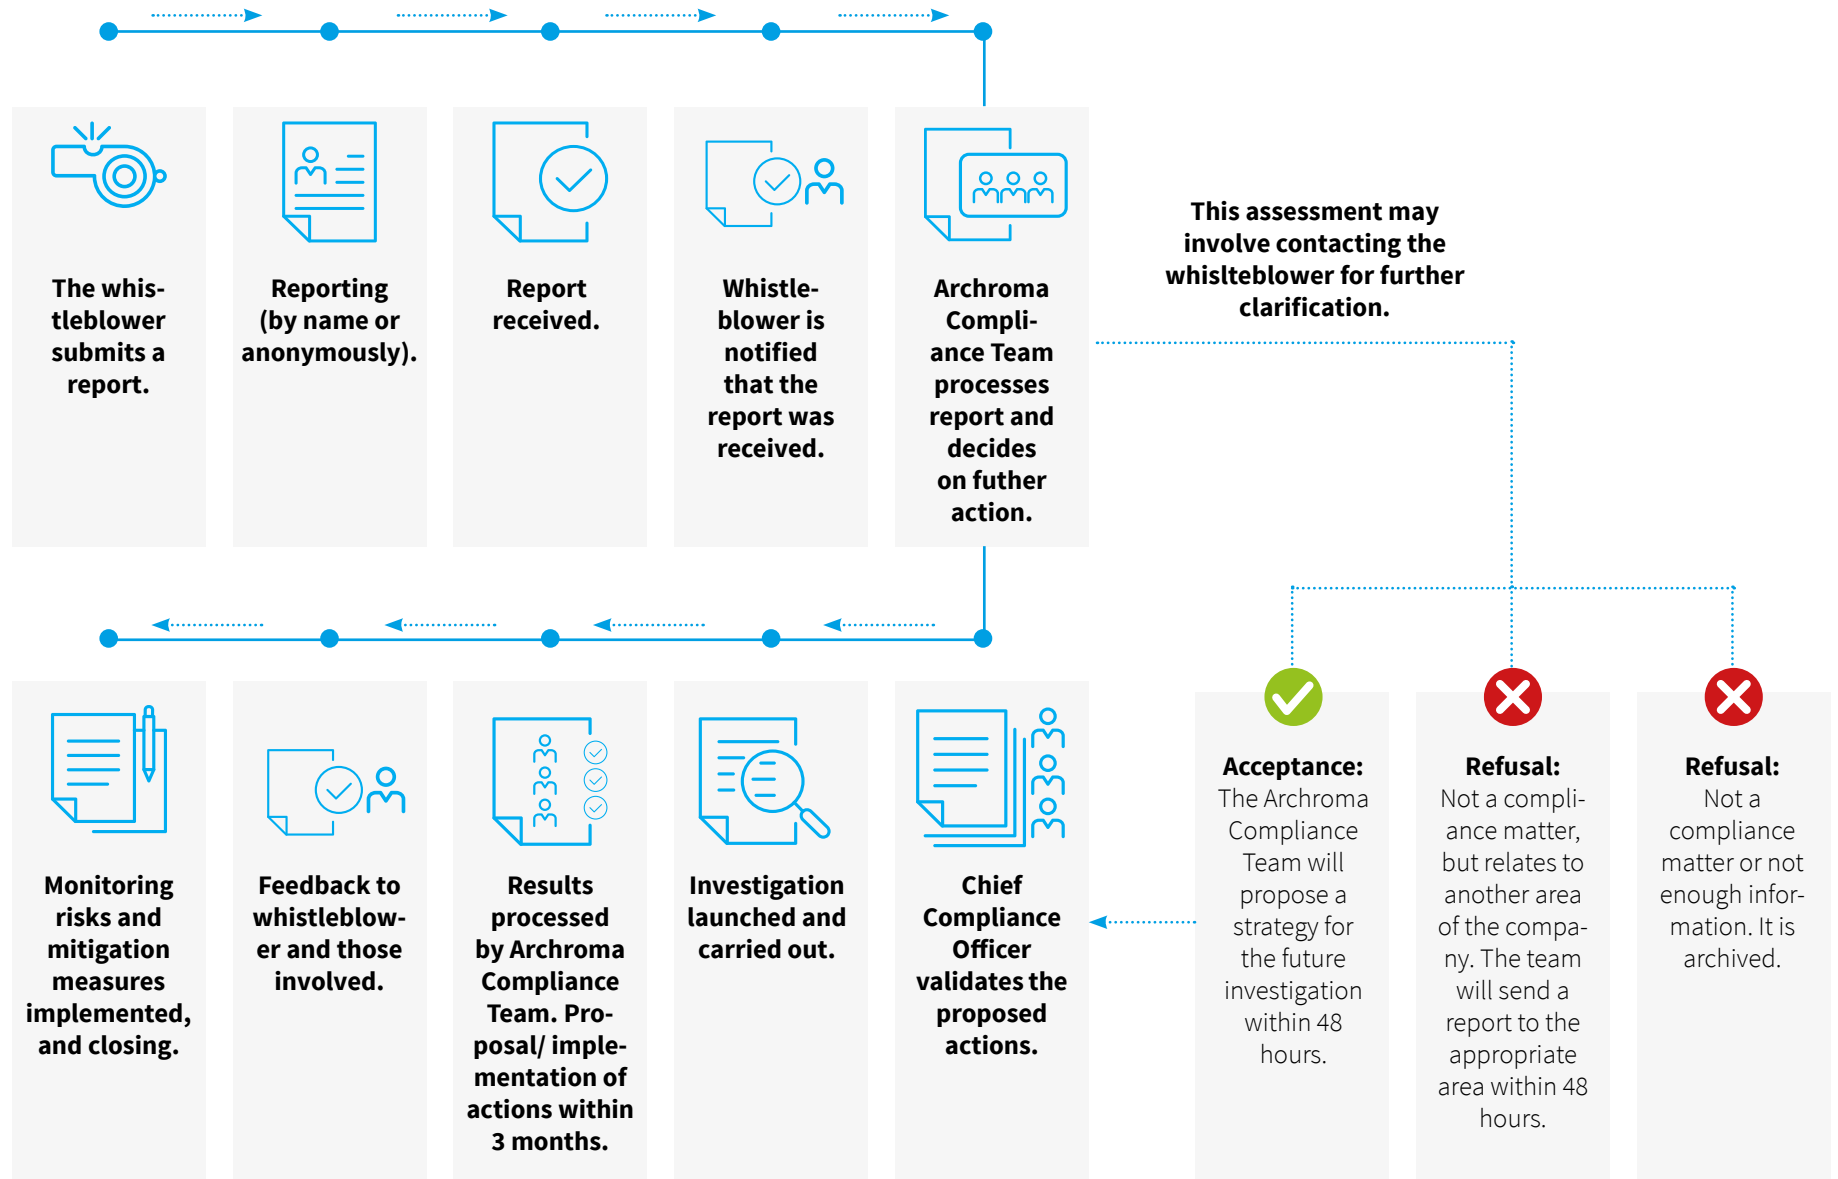 The whis-
tleblower
submits a
report.
Reporting
(by name or
anonymously).
Report
received.
Whistle-
blower is
notified
that the
report was
received.
Archroma
Compli-
ance Team
processes
report and
decides
on futher
action.
This assessment may
involve contacting the
whislteblower for further
clarification.
Monitoring
risks and
mitigation
measures
implemented,
and closing.
Feedback to
whistleblow-
er and those
involved.
Results
processed
by Archroma
Compliance
Team. Pro-
posal/ imple-
mentation of
actions within
3 months.
Investigation
launched and
carried out.
Chief
Compliance
Officer
validates the
proposed
actions.
Acceptance:
The Archroma
Compliance
Team will
propose a
strategy for
the future
investigation
within 48
hours.
Refusal:
Not a compli-
ance matter,
but relates to
another area
of the compa-
ny. The team
will send a
report to the
appropriate
area within 48
hours.
Refusal:
Not a
compliance
matter or not
enough infor-
mation. It is
archived.